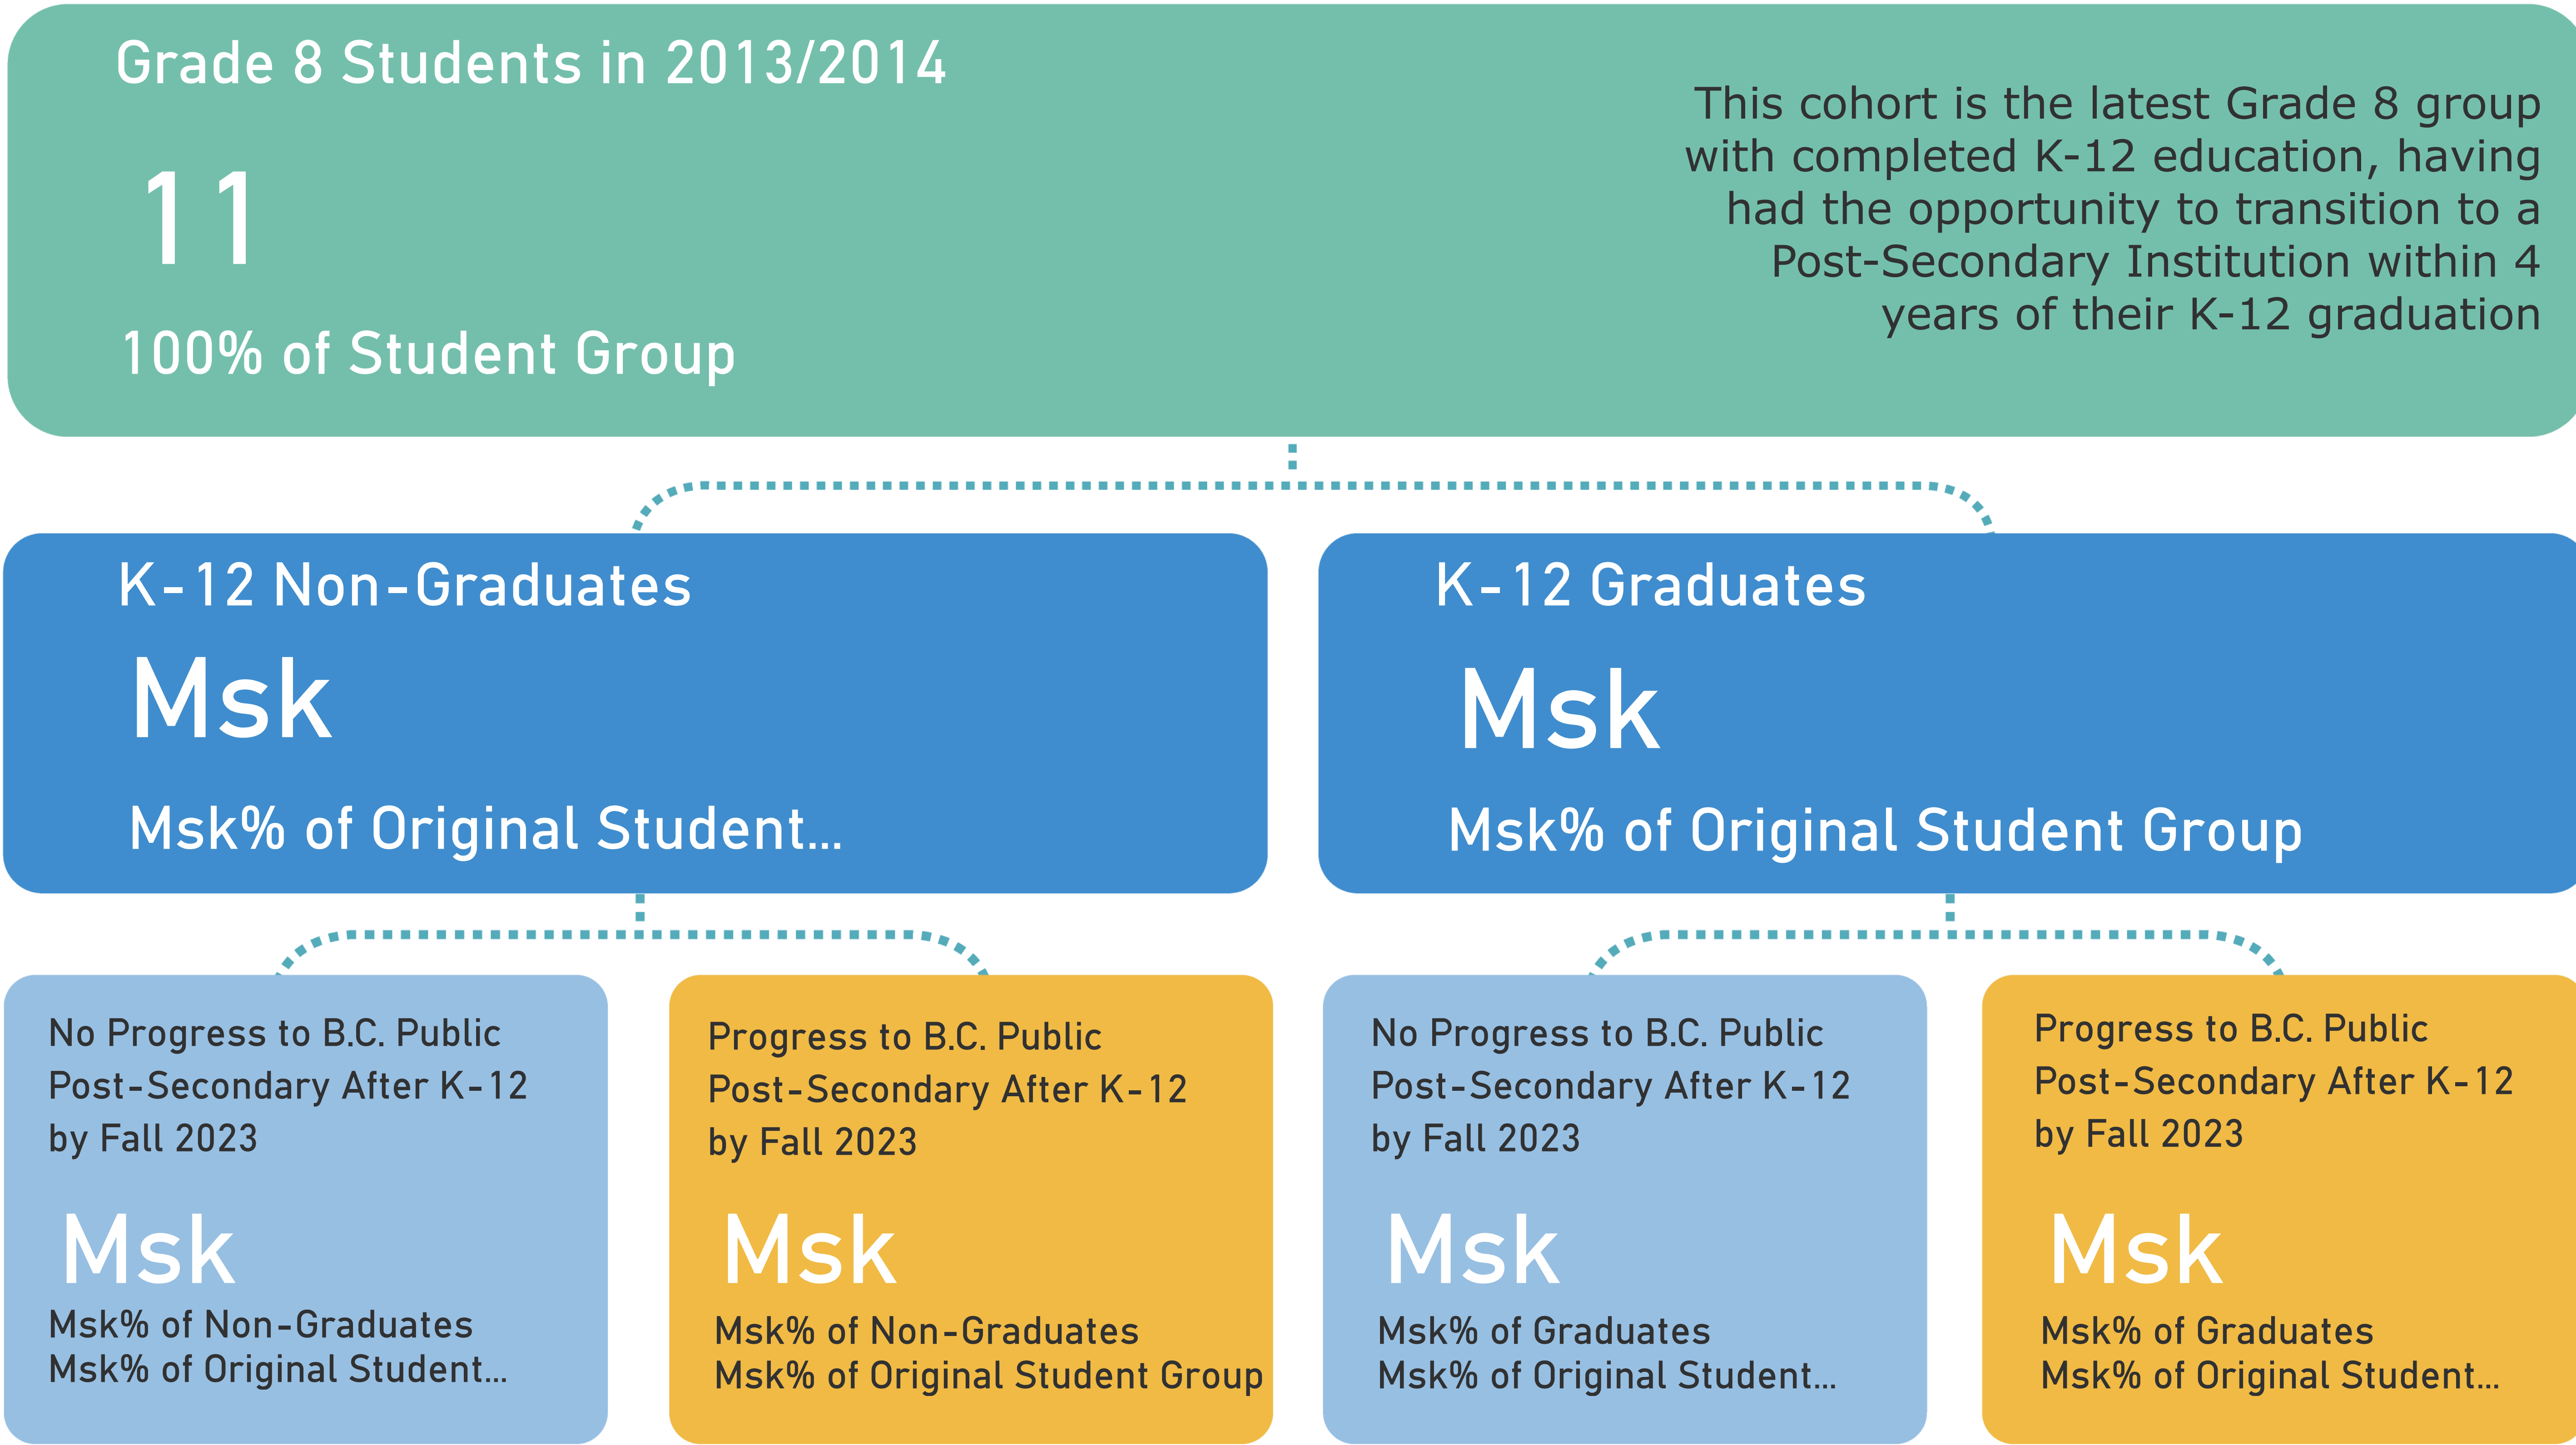 Grade 8 Students in 2013/2014
11
100% of Student Group
This cohort is the latest Grade 8 group
with completed K-12 education, having
had the opportunity to transition to a
Post-Secondary Institution within 4
years of their K-12 graduation
K-12 Non-Graduates
Msk
Msk% of Original Student...
K-12 Graduates
Msk
Msk% of Original Student Group
No Progress to B.C. Public
Post-Secondary After K-12
by Fall 2023
Msk
Msk% of Non-Graduates
Msk% of Original Student...
Progress to B.C. Public
Post-Secondary After K-12
by Fall 2023
Msk
Msk% of Non-Graduates
Msk% of Original Student Group
No Progress to B.C. Public
Post-Secondary After K-12
by Fall 2023
Msk
Msk% of Graduates
Msk% of Original Student...
Progress to B.C. Public
Post-Secondary After K-12
by Fall 2023
Msk
Msk% of Graduates
Msk% of Original Student...